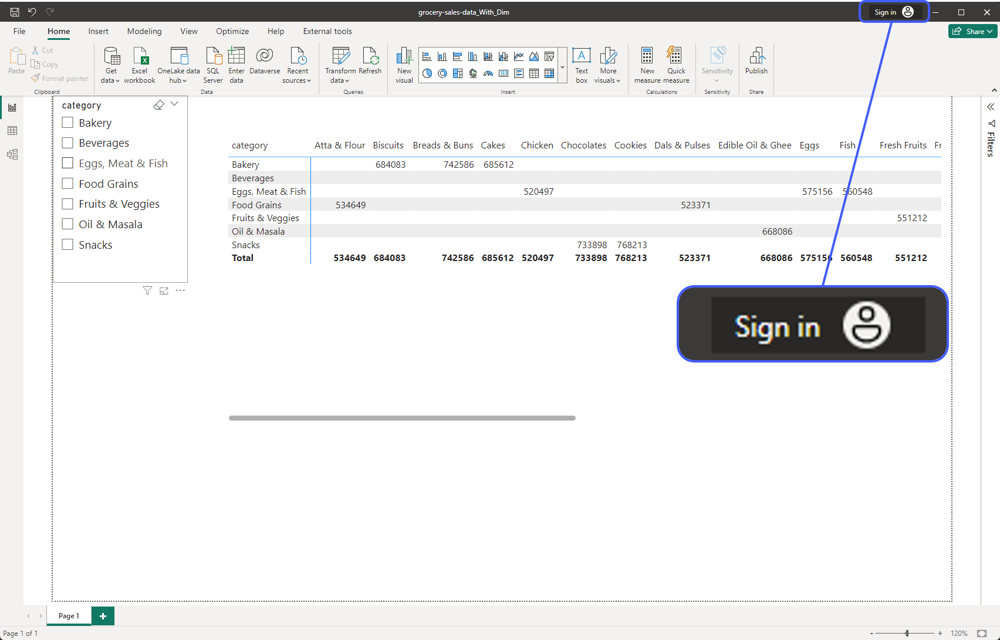 grocery-sales-data_With_Dim
Sign in
File Home Insert Modeling View Optimize Help External tools
Share
Paste
Cut
Copy
Format painter
Clipboard
Get data
Excel workbook
OneLake data hub
SQL Server
Enter data
Dataverse
Recent sources
Data
Transform data
Refresh
Queries
New visual
Text box
More visuals
Insert
New measure
Quick measure
Calculations
Sensitivity
Sensitivity
Publish
Share
category
Bakery
Beverages
Eggs, Meat & Fish
Food Grains
Fruits & Veggies
Oil & Masala
Snacks
category Atta & Flour Biscuits Breads & Buns Cakes Chicken Chocolates Cookies Dals & Pulses Edible Oil & Ghee Eggs Fish Fresh Fruits Fr
Bakery 684083 742586 685612
Beverages
Eggs, Meat & Fish 520497 575156 560548
Food Grains 534649 523371
Fruits & Veggies 551212
Oil & Masala 668086
Snacks 733898 768213
Total 534649 684083 742586 685612 520497 733898 768213 523371 668086 575156 560548 551212
Filters
Sign in
Page 1
Page 1 of 1
120%